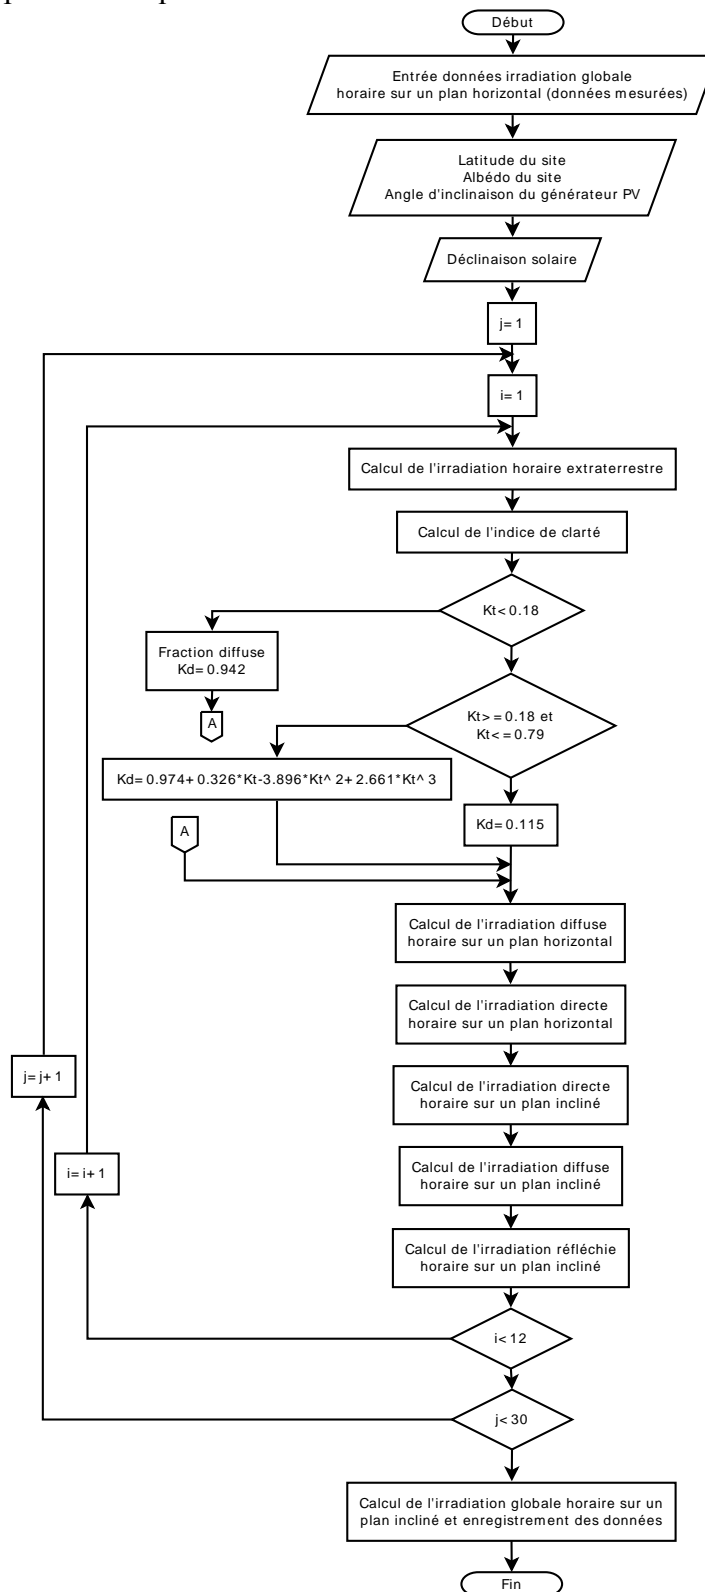 Début
Entrée données irradiation globale
horaire sur un plan horizontal (données mesurées)
Latitude du site
Albédo du site
Angle d'inclinaison du générateur PV
Déclinaison solaire
j=1
i=1
Calcul de l'irradiation horaire extraterrestre
Calcul de l'indice de clarté
Kt<0.18
Fraction diffuse
Kd=0.942
A
Kt>=0.18 et
Kt<=0.79
Kd=0.974+0.326*Kt-3.896*Kt^2+2.661*Kt^3
Kd=0.115
A
Calcul de l'irradiation diffuse
horaire sur un plan horizontal
Calcul de l'irradiation directe
horaire sur un plan horizontal
j=j+1
Calcul de l'irradiation directe
horaire sur un plan incliné
i=i+1
Calcul de l'irradiation diffuse
horaire sur un plan incliné
Calcul de l'irradiation réfléchie
horaire sur un plan incliné
i<12
j<30
Calcul de l'irradiation globale horaire sur un
plan incliné et enregistrement des données
Fin